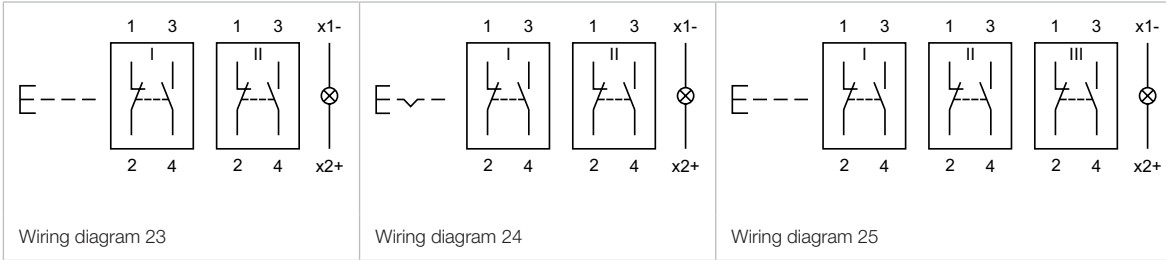 1 3 1 3 x1-
I II
2 4 2 4 x2+
Wiring diagram 23
1 3 1 3 x1-
I II
2 4 2 4 x2+
Wiring diagram 24
1 3 1 3 1 3 x1-
I II III
2 4 2 4 2 4 x2+
Wiring diagram 25